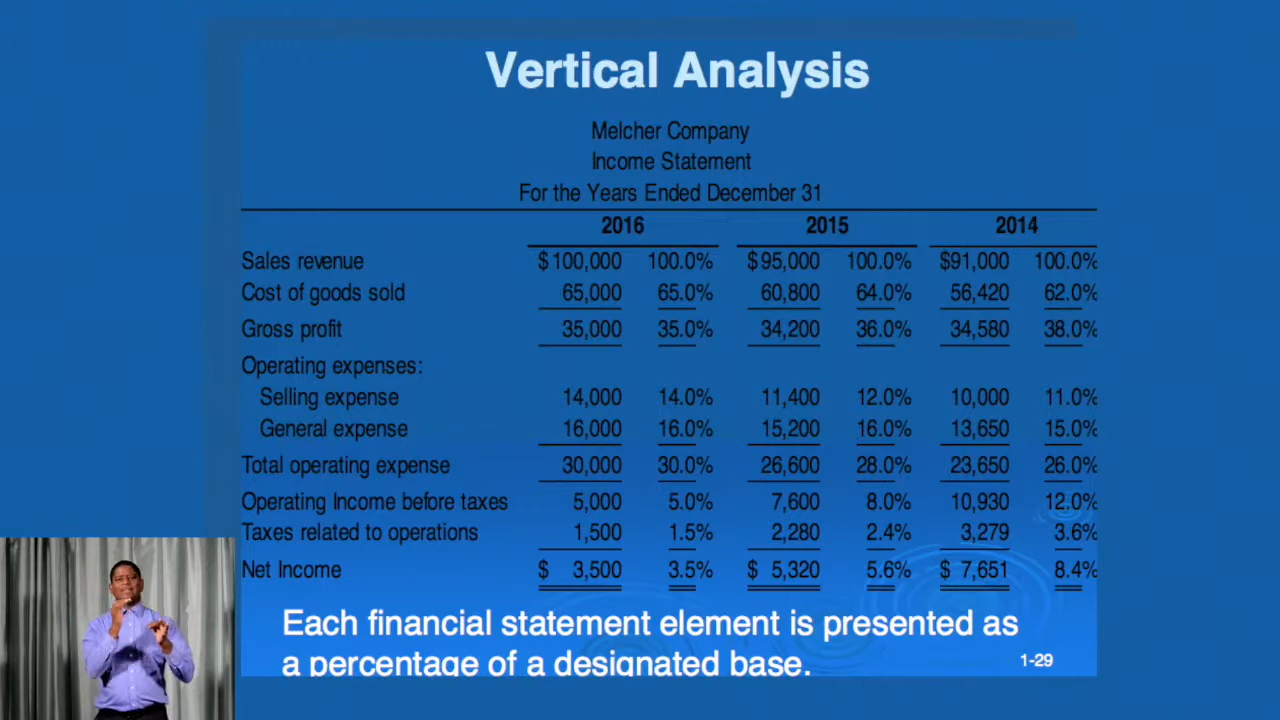 Vertical Analysis
Melcher Company
Income Statement
For the Years Ended December 31
2016 2015 2014
Sales revenue $ 100,000 100.0% $ 95,000 100.0% $91,000 100.0%
Cost of goods sold 65,000 65.0% 60,800 64.0% 56,420 62.0%
Gross profit 35,000 35.0% 34,200 36.0% 34,580 38.0%
Operating expenses:
Selling expense 14,000 14.0% 11,400 12.0% 10,000 11.0%
General expense 16,000 16.0% 15,200 16.0% 13,650 15.0%
Total operating expense 30,000 30.0% 26,600 28.0% 23,650 26.0%
Operating Income before taxes 5,000 5.0% 7,600 8.0% 10,930 12.0%
Taxes related to operations 1,500 1.5% 2,280 2.4% 3,279 3.6%
Net Income $ 3,500 3.5% $ 5,320 5.6% $ 7,651 8.4%
Each financial statement element is presented as
a percentage of a designated base.
1-29